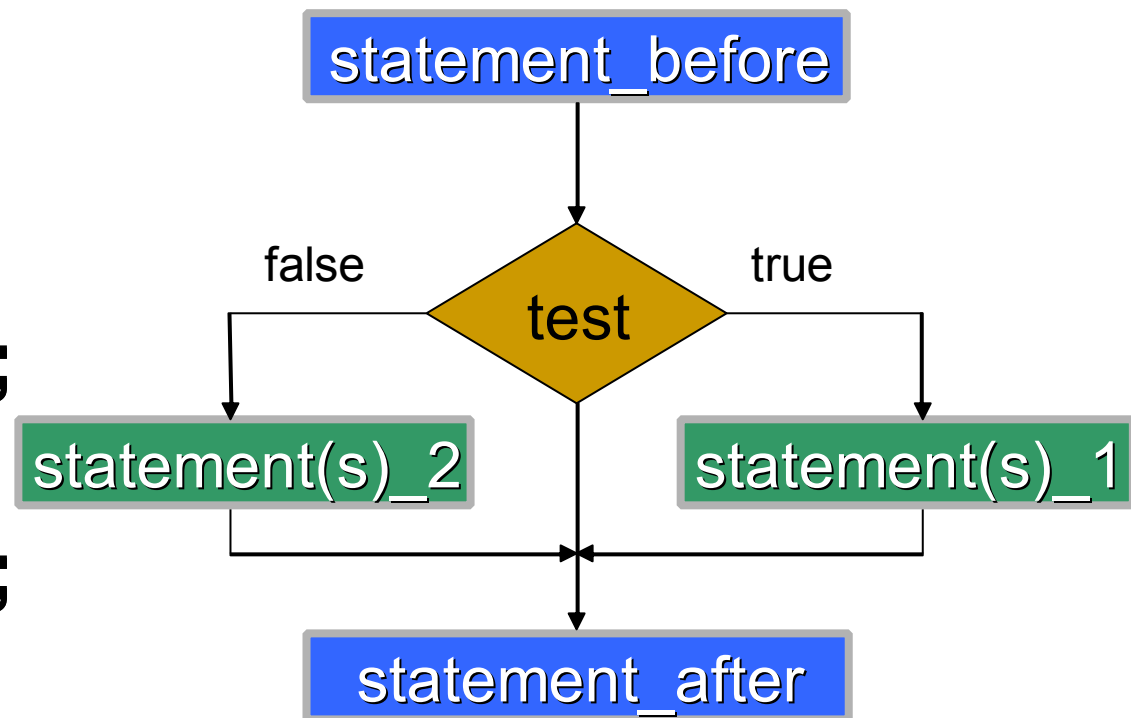 statement_before
false
true
test
;
statement(s)_2
statement(s)_1
;
statement_after